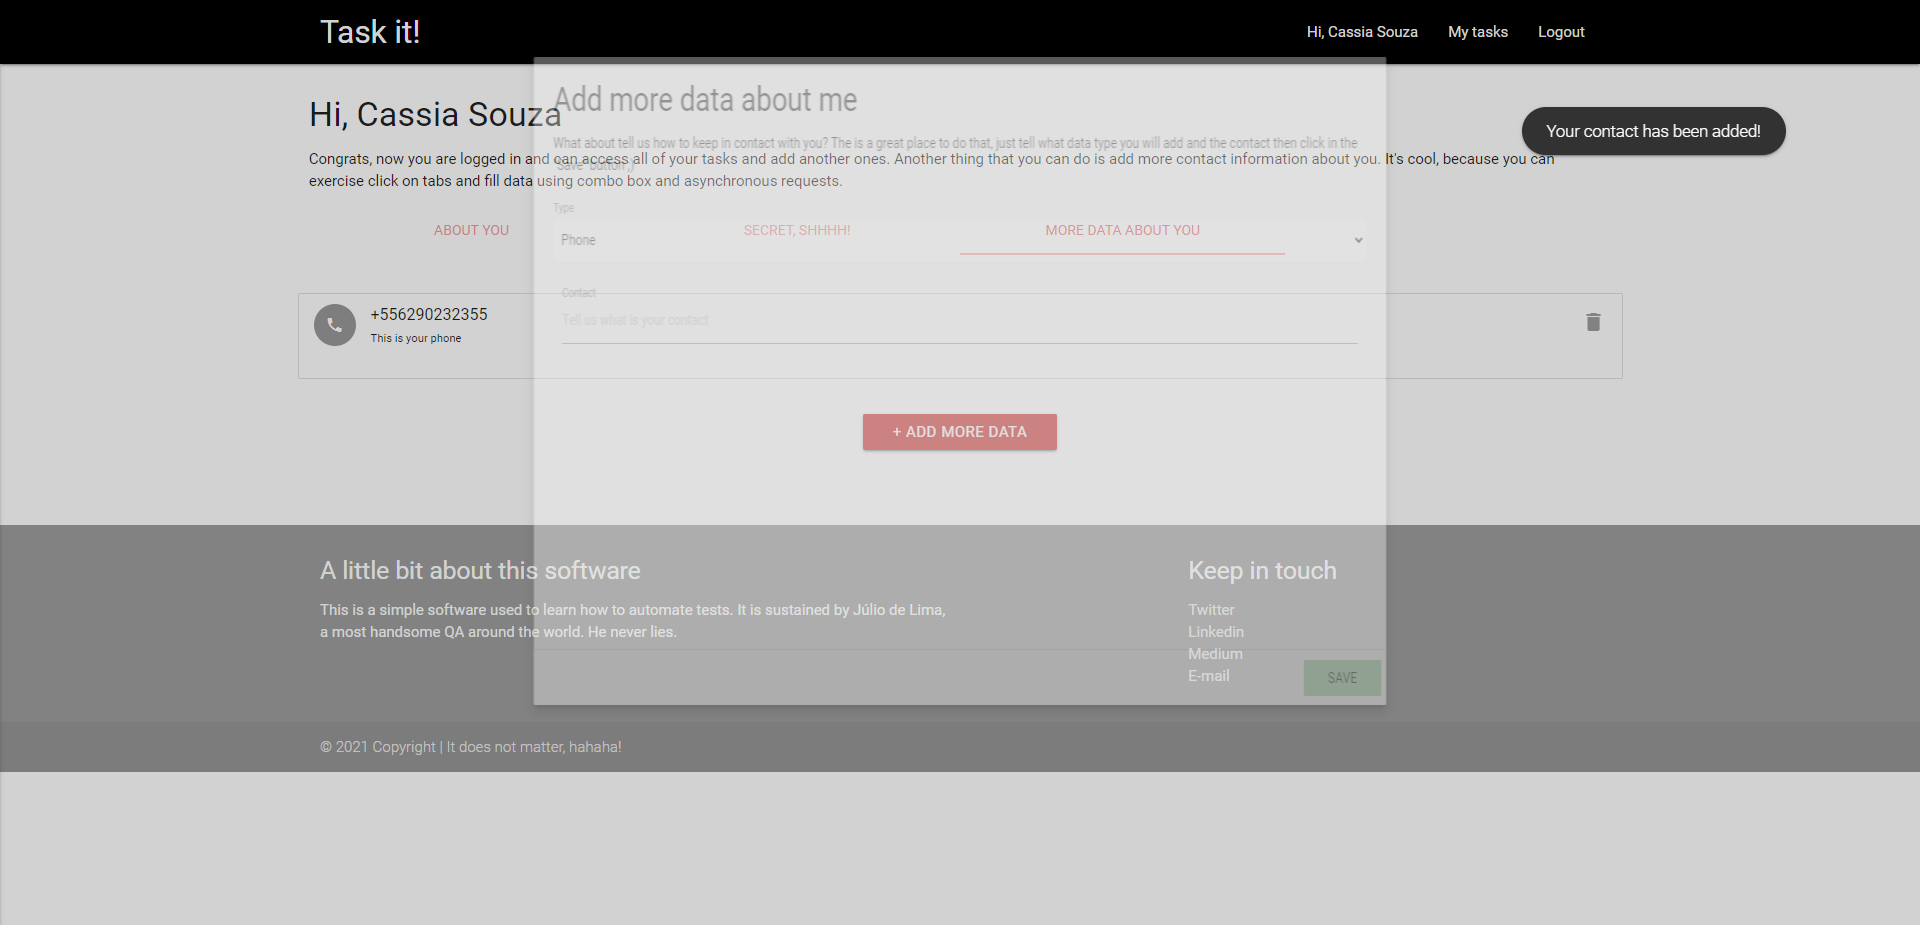 Task it!
Hi, Cassia Souza
My tasks
Logout
Hi, Cassia Souza
Your contact has been added!
Congrats, now you are logged in and can access all of your tasks and add another ones. Another thing that you can do is add more contact information about you. It's cool, because you can
exercise click on tabs and fill data using combo box and asynchronous requests.
ABOUT YOU
SECRET, SHHHH!
MORE DATA ABOUT YOU
+556290232355
This is your phone
+ ADD MORE DATA
Add more data about me
What about tell us how to keep in contact with you? The is a great place to do that, just tell what data type you will add and the contact then click in the
"Save" button ;)
Type
Phone
Contact
Tell us what is your contact
SAVE
A little bit about this software
This is a simple software used to learn how to automate tests. It is sustained by Júlio de Lima,
a most handsome QA around the world. He never lies.
Keep in touch
Twitter
Linkedin
Medium
E-mail
© 2021 Copyright | It does not matter, hahaha!